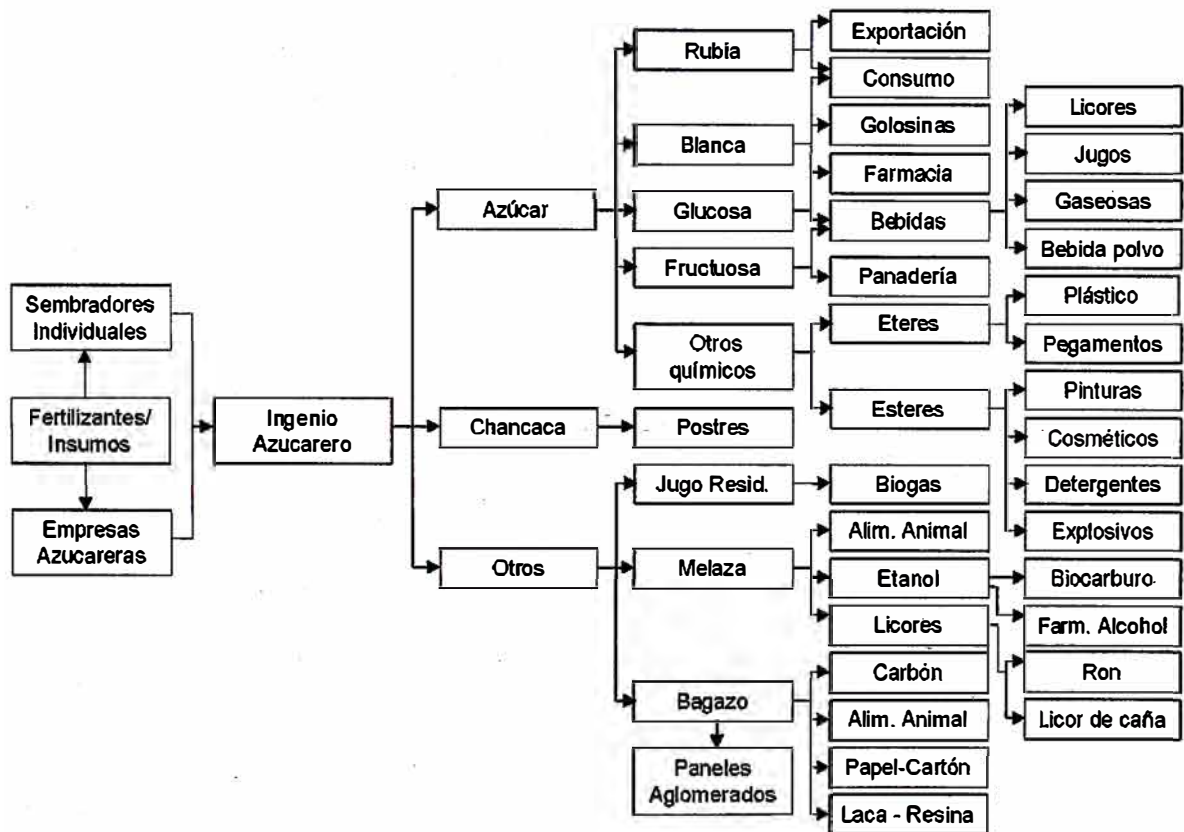 Sembradores
Individuales
Fertilizantes/
Insumos
Empresas
Azucareras
Ingenio
Azucarero
Azúcar
Chancaca
Otros
Rubia
Blanca
Glucosa
Fructuosa
Otros
químicos
Postres
Jugo Resid.
Melaza
Bagazo
Paneles
Aglomerados
Exportación
Consumo
Golosinas
Farmacia
Bebidas
Panadería
Eteres
Esteres
Biogas
Alim. Animal
Etanol
Licores
Carbón
Alim. Animal
Papel-Cartón
Laca - Resina
Licores
Jugos
Gaseosas
Bebida polvo
Plástico
Pegamentos
Pinturas
Cosméticos
Detergentes
Explosivos
Biocarburo
Farm. Alcohol
Ron
Licor de caña